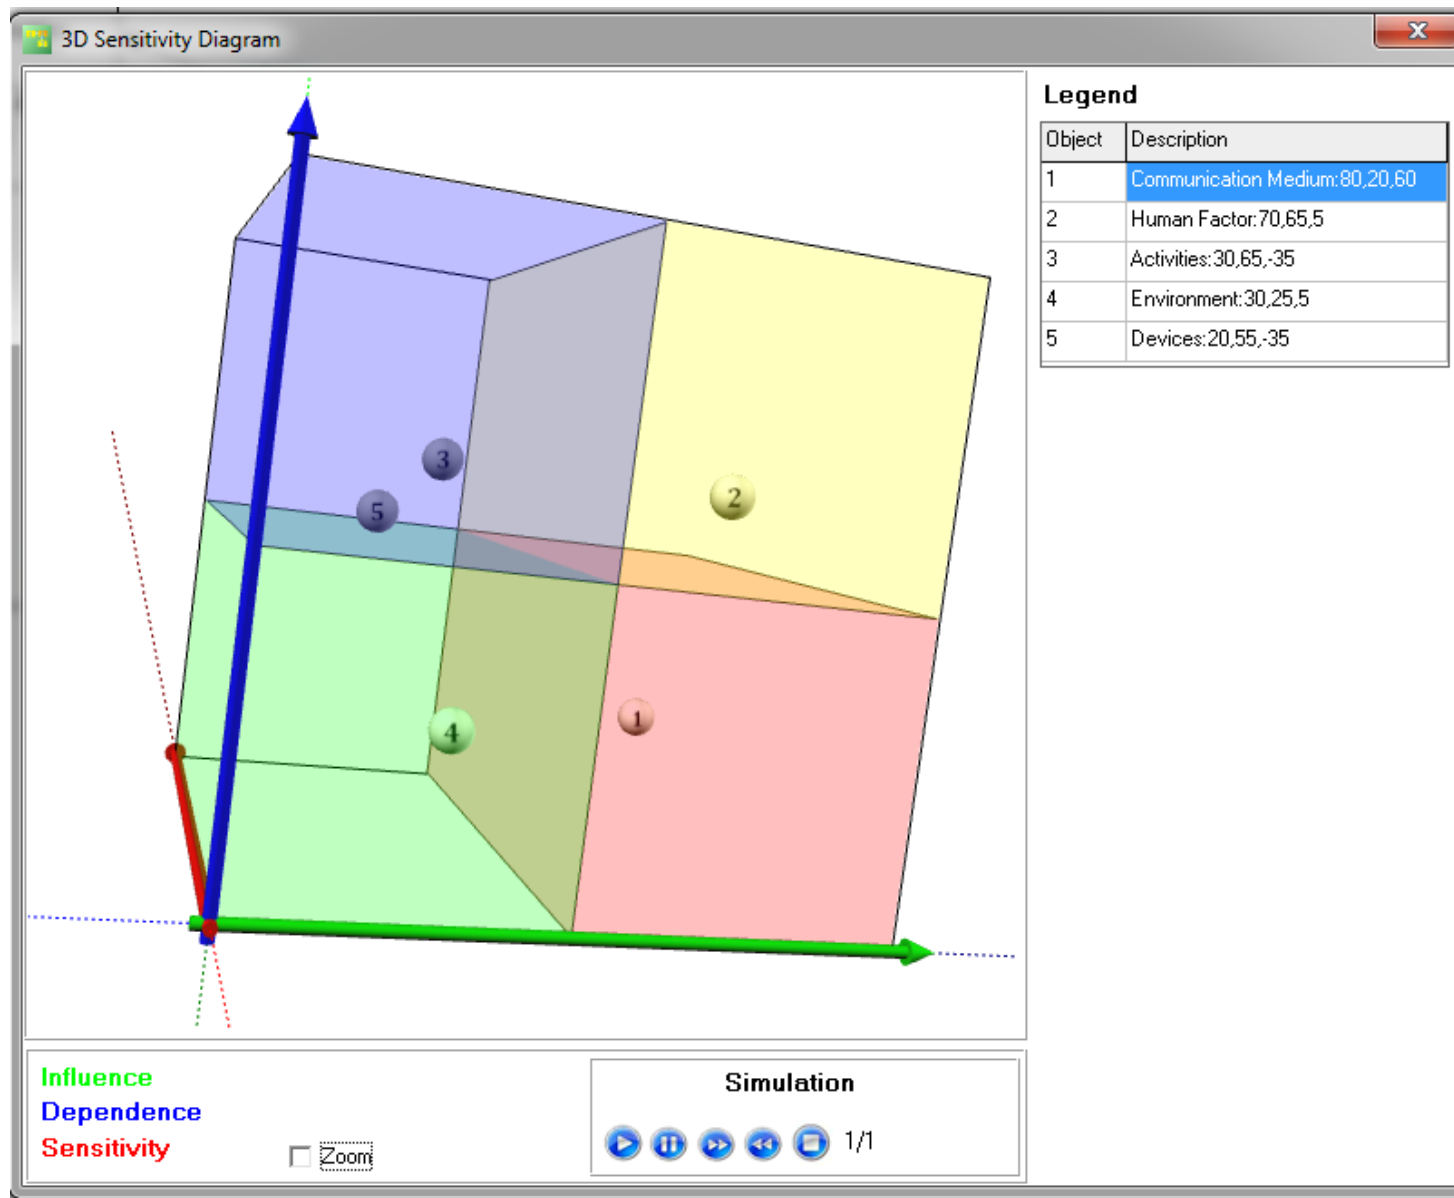 3D Sensitivity Diagram
Legend
Object Description
1 Communication Medium:80,20,60
2 Human Factor:70,65,5
3 Activities:30,65,-35
4 Environment:30,25,5
5 Devices:20,55,-35
3
5
2
4
1
Influence
Dependence
Sensitivity
Zoom
Simulation
1/1